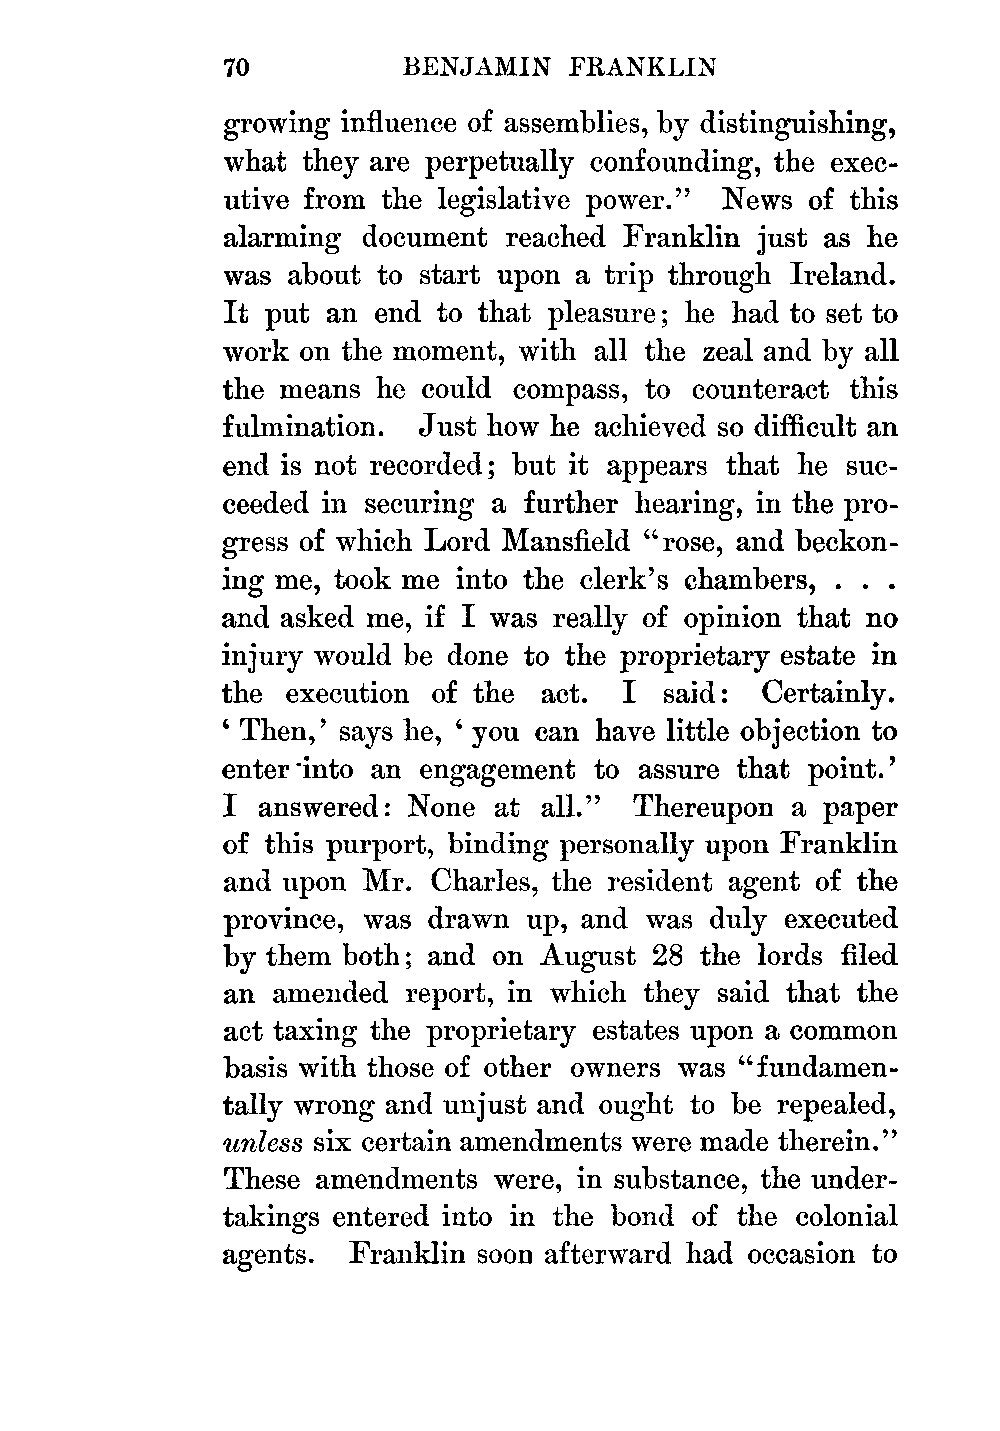 70 BENJAMIN FRANKLIN
growing influence of assemblies, by distinguishing,
what they are perpetually confounding, the exec-
utive from the legislative power." News of this
alarming document reached Franklin just as he
was about to start upon a trip through Ireland.
It put an end to that pleasure; he had to set to
work on the moment, with all the zeal and by all
the means he could compass, to counteract this
fulmination. Just how he achieved so difficult an
end is not recorded; but it appears that he suc-
ceeded in securing a further hearing, in the pro-
gress of which Lord Mansfield "rose, and beckon-
ing me, took me into the clerk's chambers, . . .
and asked me, if I was really of opinion that no
injury would be done to the proprietary estate in
the execution of the act. I said: Certainly.
' Then,' says he, ' you can have little objection to
enter into an engagement to assure that point.'
I answered: None at all." Thereupon a paper
of this purport, binding personally upon Franklin
and upon Mr. Charles, the resident agent of the
province, was drawn up, and was duly executed
by them both; and on August 28 the lords filed
an amended report, in which they said that the
act taxing the proprietary estates upon a common
basis with those of other owners was "fundamen-
tally wrong and unjust and ought to be repealed,
unless six certain amendments were made therein."
These amendments were, in substance, the under-
takings entered into in the bond of the colonial
agents. Franklin soon afterward had occasion to